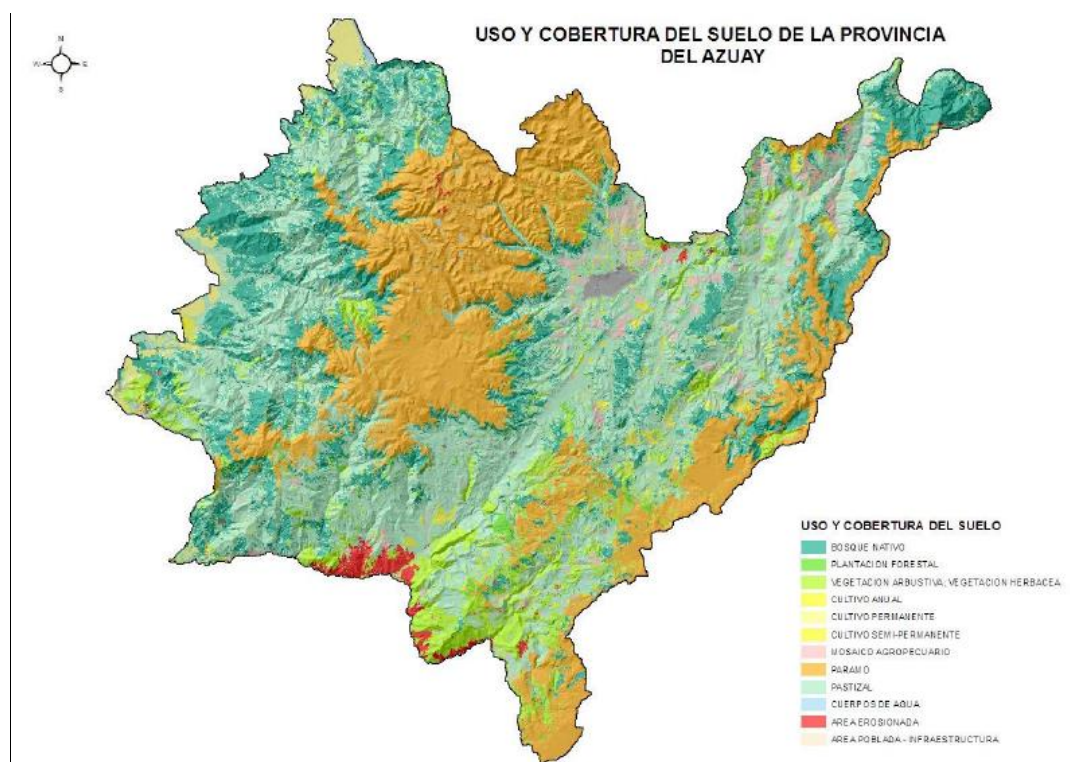 USO Y COBERTURA DEL SUELO DE LA PROVINCIA
DEL AZUAY
N
W
E
S
USO Y COBERTURA DEL SUELO
BOSQUE NATIVO
PLANTACION FORESTAL
VEGETACION ARBUSTIVA; VEGETACION HERBACEA
CULTIVO ANUAL
CULTIVO PERMANENTE
CULTIVO SEMI-PERMANENTE
MOSAICO AGROPECUARIO
PARAMO
PASTIZAL
CUERPOS DE AGUA
AREA EROSIONADA
AREA POBLADA - INFRAESTRUCTURA